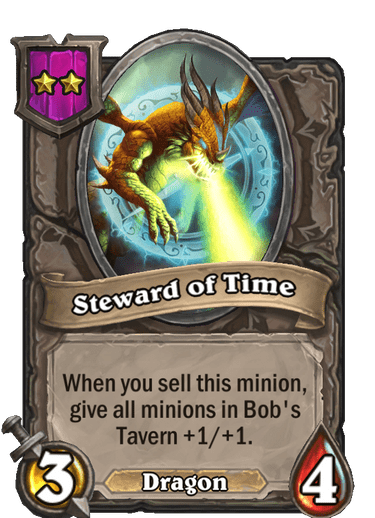 Steward of Time
When you sell this minion,
give all minions in Bob's
Tavern +1/+1.
3
Dragon
4